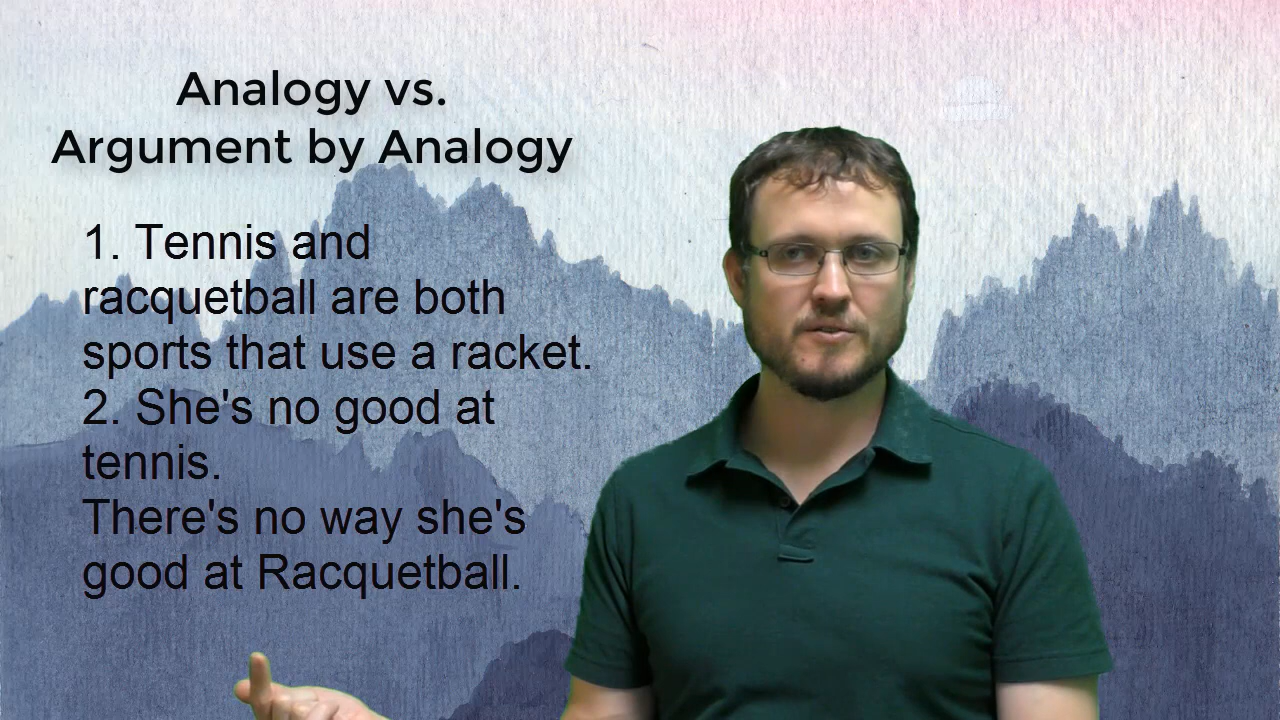 Analogy vs.
Argument by Analogy
1. Tennis and
racquetball are both
sports that use a racket.
2. She's no good at
tennis.
There's no way she's
good at Racquetball.